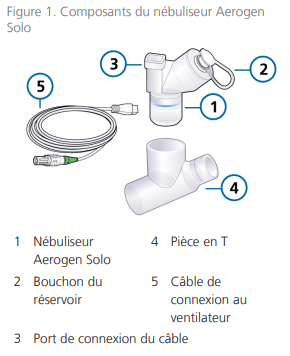 Figure 1. Composants du nébuliseur Aerogen
Solo
3
2
5
1
4
1 Nébuliseur
Aerogen Solo
2 Bouchon du
réservoir
3 Port de connexion du câble
4 Pièce en T
5 Câble de
connexion au
ventilateur